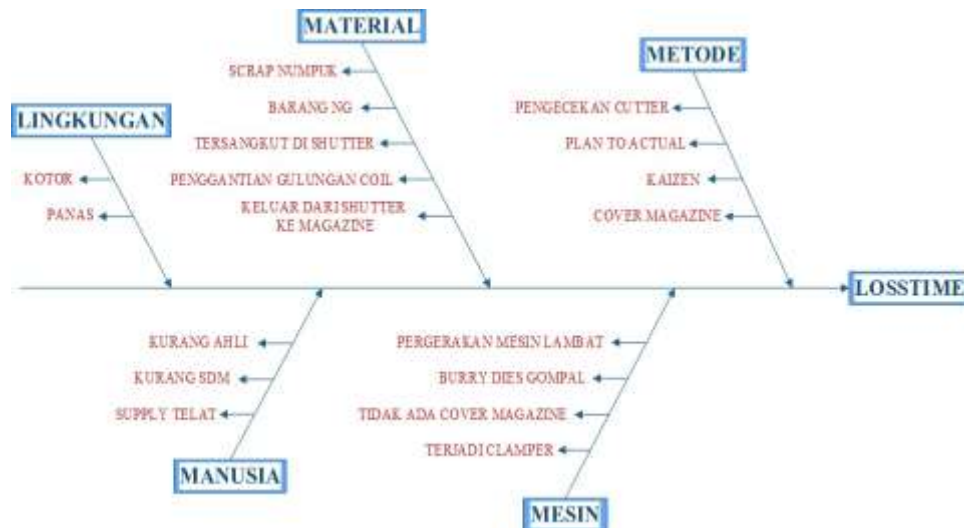 MATERIAL
SCRAP NUMPUK
BARANG NG
TERSANGKUT DI SHUTTER
PENGGANTIAN GULUNGAN COIL
KELUAR DARI SHUTTER
KE MAGAZINE
METODE
PENGECEKAN CUTTER
PLAN TO ACTUAL
KAIZEN
COVER MAGAZINE
LINGKUNGAN
KOTOR
PANAS
LOSSTIME
KURANG AHLI
KURANG SDM
SUPPLY TELAT
MANUSIA
PERGERAKAN MESIN LAMBAT
BURRY DIES GOMPAL
TIDAK ADA COVER MAGAZINE
TERJADI CLAMPER
MESIN